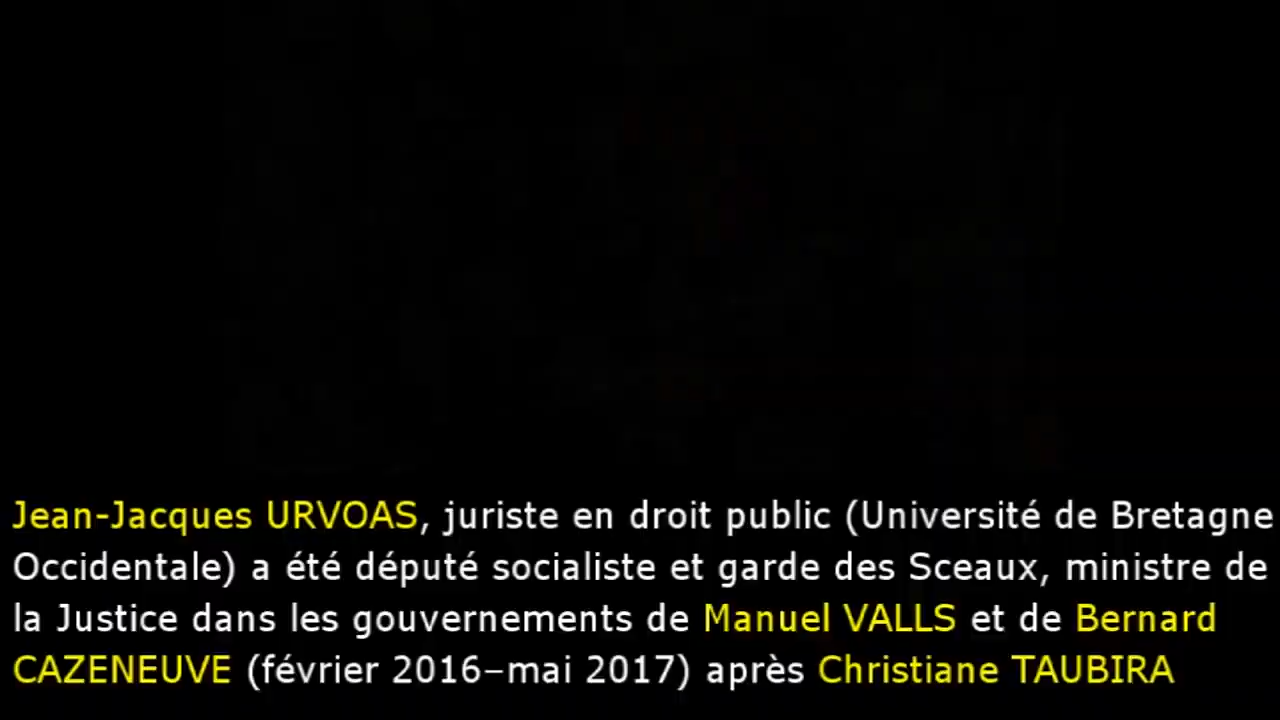 Jean-Jacques URVOAS, juriste en droit public (Université de Bretagne
Occidentale) a été député socialiste et garde des Sceaux, ministre de
la Justice dans les gouvernements de Manuel VALLS et de Bernard
CAZENEUVE (février 2016–mai 2017) après Christiane TAUBIRA